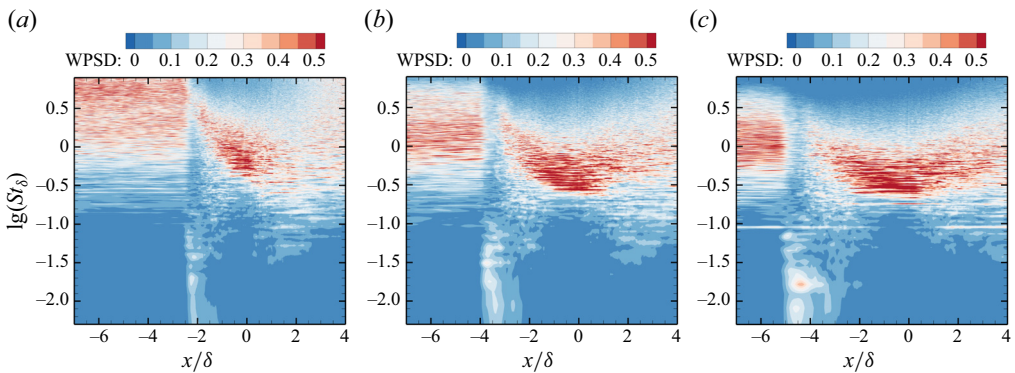 (a) (b) (c)
WPSD: 0 0.1 0.2 0.3 0.4 0.5 WPSD: 0 0.1 0.2 0.3 0.4 0.5 WPSD: 0 0.1 0.2 0.3 0.4 0.5
0.5 0.5 0.5
0 0 0
−0.5 −0.5 −0.5
lg(St_δ)
−1.0 −1.0 −1.0
−1.5 −1.5 −1.5
−2.0 −2.0 −2.0
−6 −4 −2 0 2 4 −6 −4 −2 0 2 4 −6 −4 −2 0 2 4
x/δ x/δ x/δ